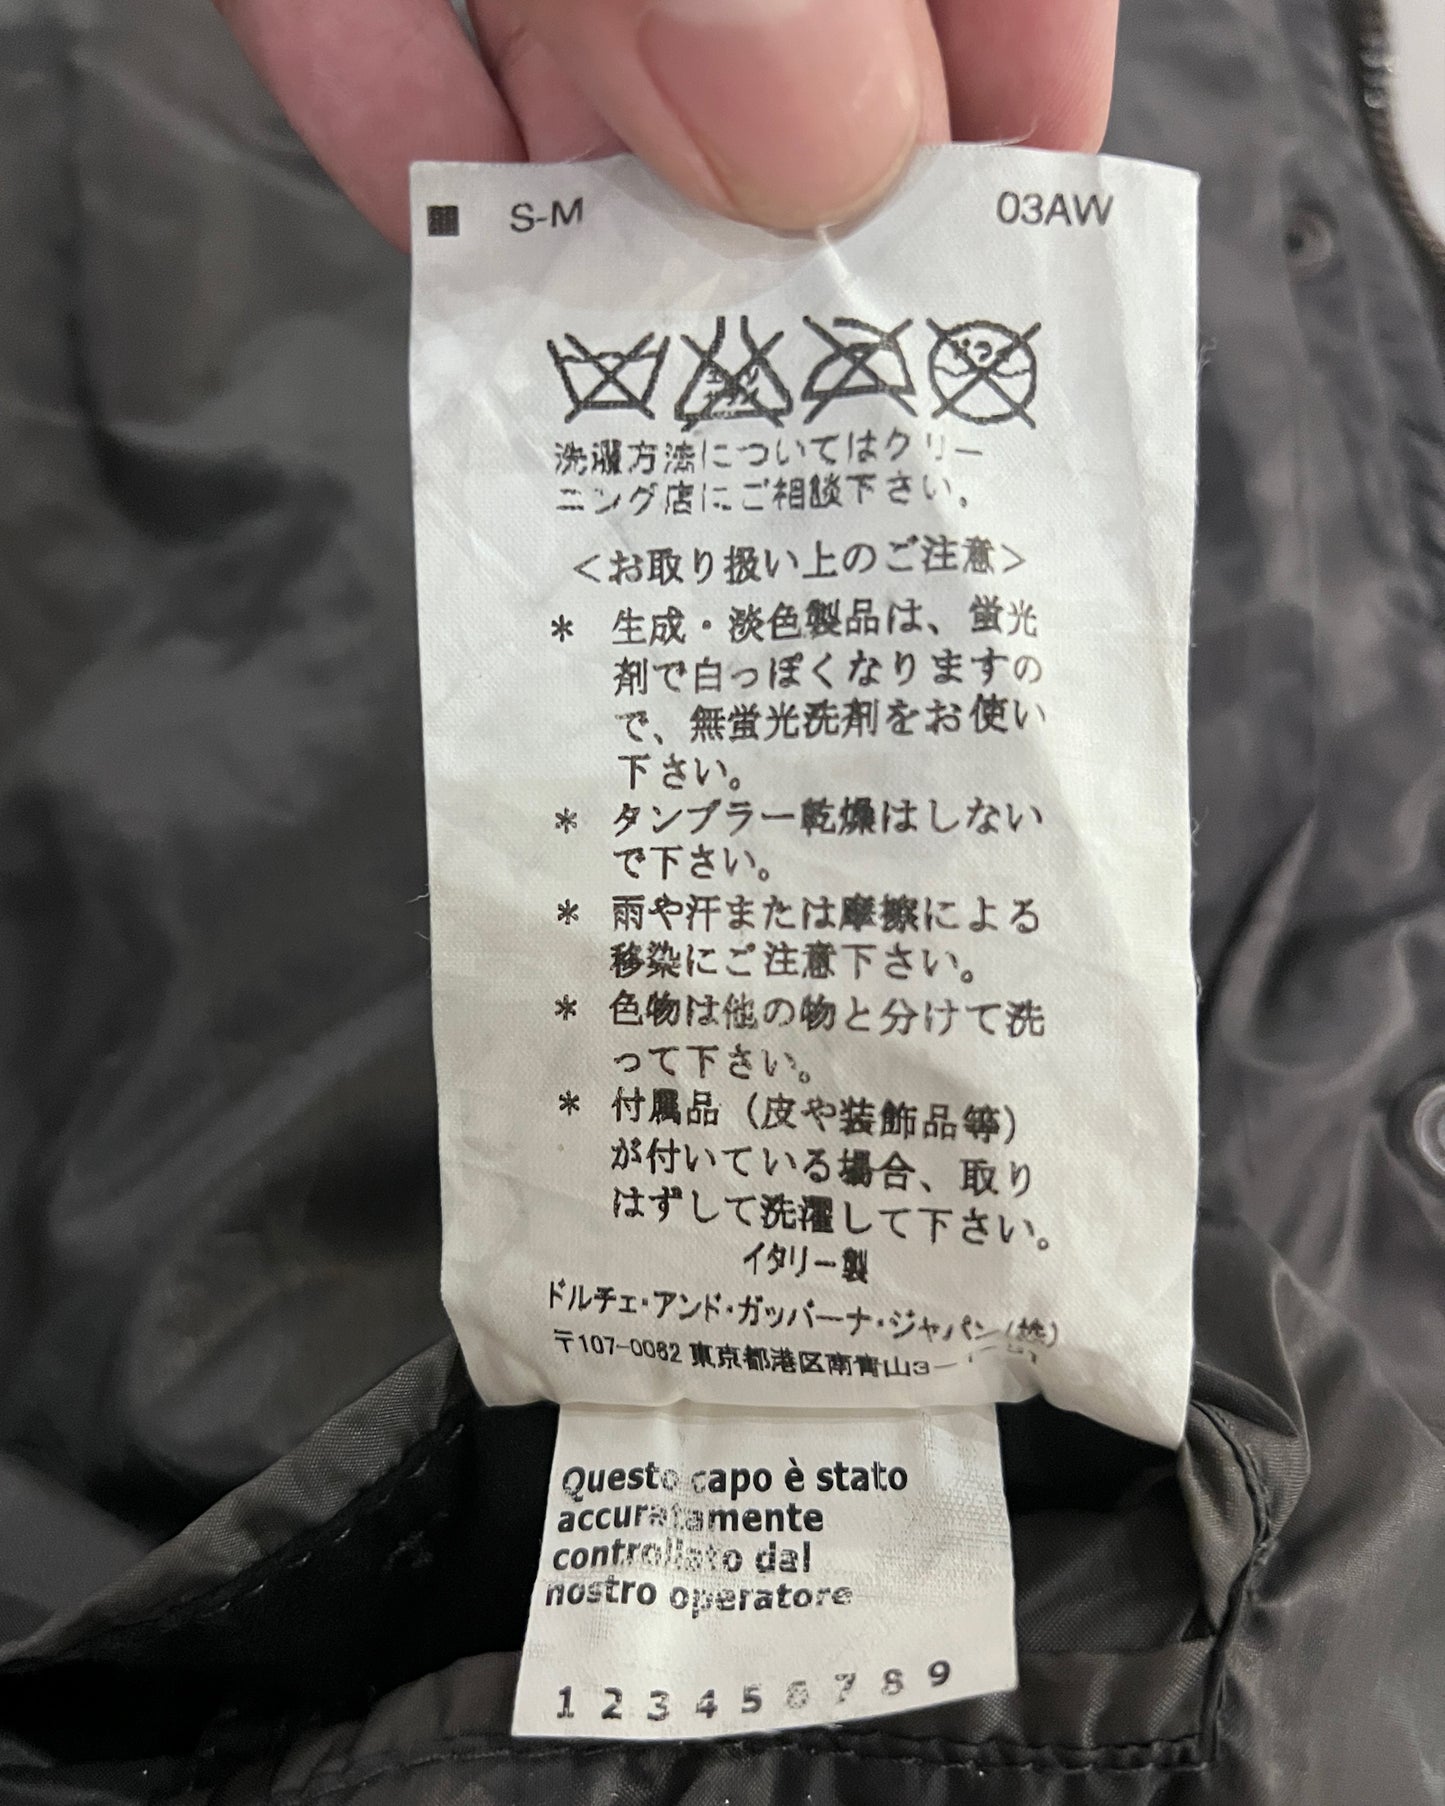 S-M 03AW
エンソ サラシ
ドライ
洗濯方法についてはクリー
ニング店にご相談下さい。
＜お取り扱い上のご注意＞
* 生成・淡色製品は、蛍光
剤で白っぽくなりますの
で、無蛍光洗剤をお使い
下さい。
* タンブラー乾燥はしない
で下さい。
* 雨や汗または摩擦による
移染にご注意下さい。
* 色物は他の物と分けて洗
って下さい。
* 付属品（皮や装飾品等）
が付いている場合、取り
はずして洗濯して下さい。
イタリー製
ドルチェ・アンド・ガッバーナ・ジャパン(株)
〒107-0062 東京都港区南青山3-
Questo capo è stato
accuratamente
controllato dal
nostro operatore
1 2 3 4 5 6 7 8 9